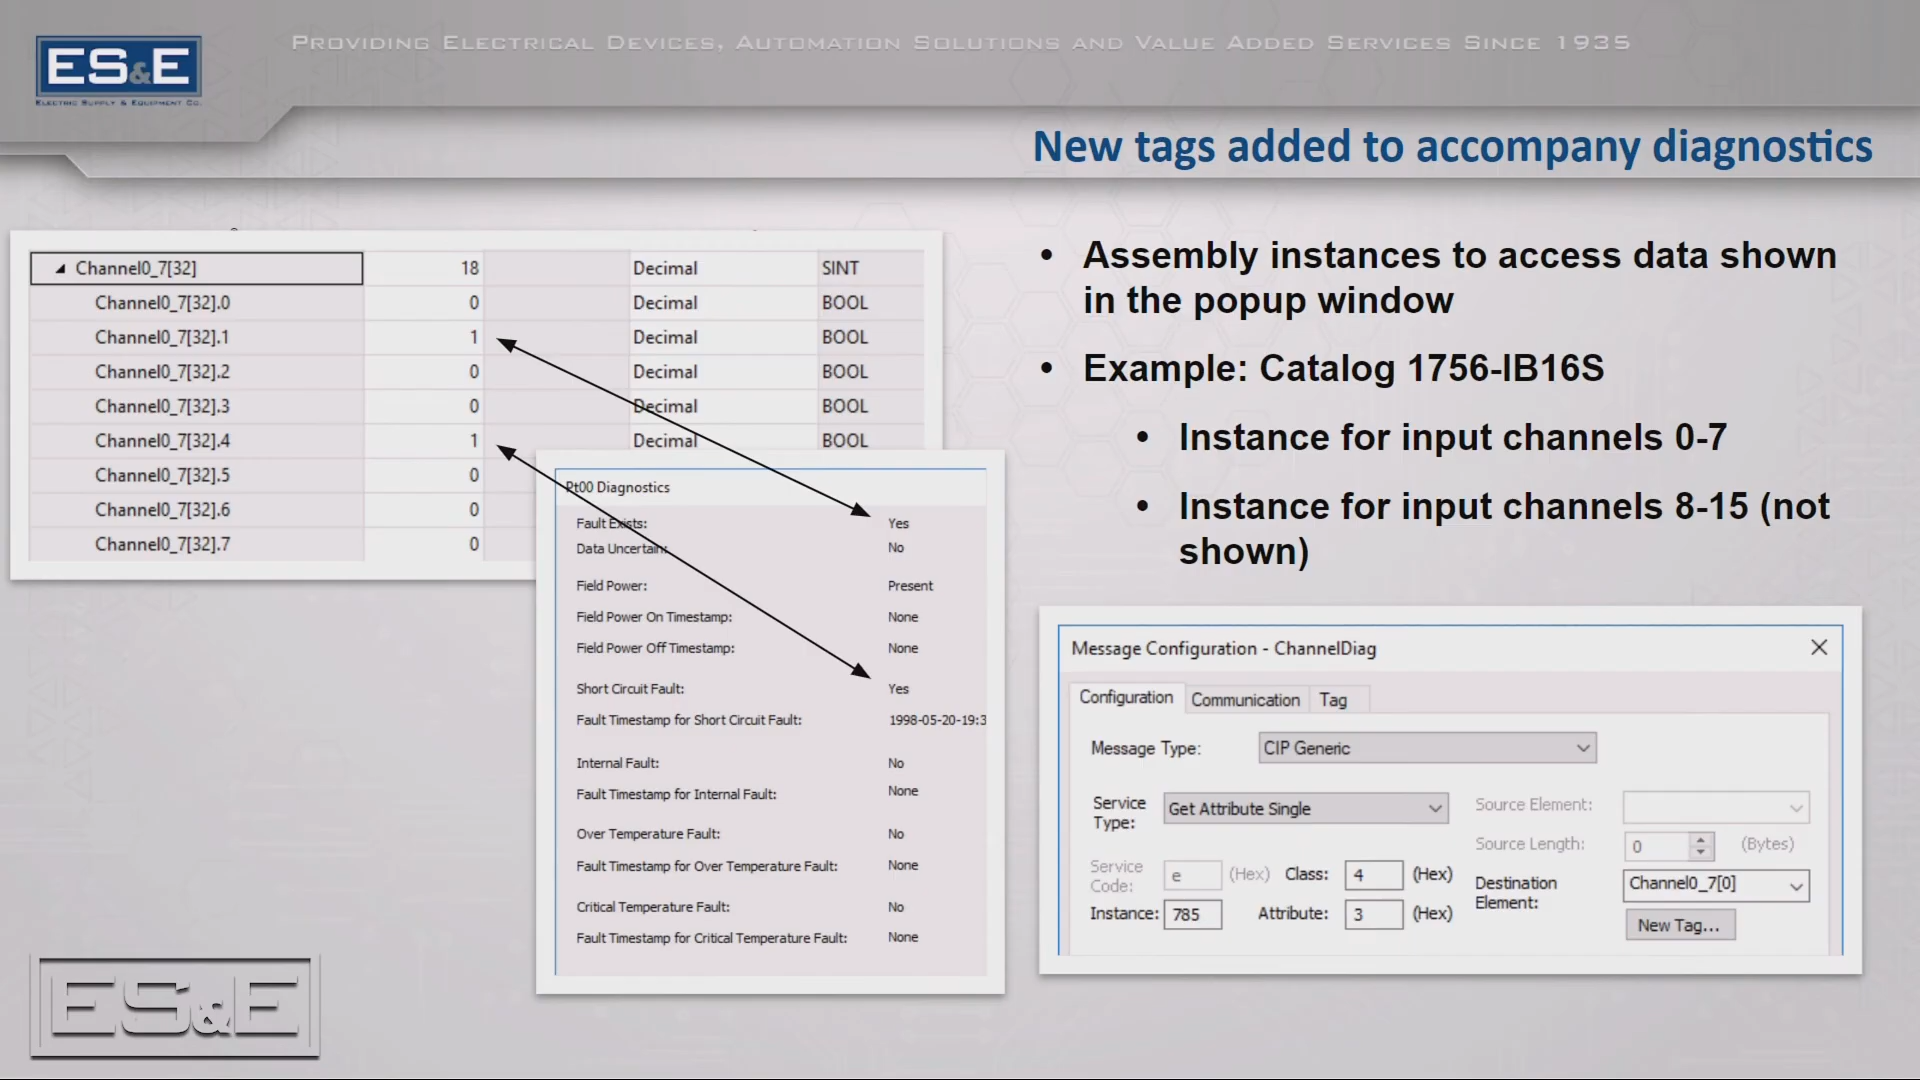 PROVIDING ELECTRICAL DEVICES, AUTOMATION SOLUTIONS AND VALUE ADDED SERVICES SINCE 1935
ES&E
ELECTRIC SUPPLY & EQUIPMENT CO.
New tags added to accompany diagnostics
Channel0_7[32] 18 Decimal SINT
Channel0_7[32].0 0 Decimal BOOL
Channel0_7[32].1 1 Decimal BOOL
Channel0_7[32].2 0 Decimal BOOL
Channel0_7[32].3 0 Decimal BOOL
Channel0_7[32].4 1 Decimal BOOL
Channel0_7[32].5 0
Channel0_7[32].6 0
Channel0_7[32].7 0
Pt00 Diagnostics
Fault Exists: Yes
Data Uncertain: No
Field Power: Present
Field Power On Timestamp: None
Field Power Off Timestamp: None
Short Circuit Fault: Yes
Fault Timestamp for Short Circuit Fault: 1998-05-20-19:3
Internal Fault: No
Fault Timestamp for Internal Fault: None
Over Temperature Fault: No
Fault Timestamp for Over Temperature Fault: None
Critical Temperature Fault: No
Fault Timestamp for Critical Temperature Fault: None
• Assembly instances to access data shown
in the popup window
• Example: Catalog 1756-IB16S
• Instance for input channels 0-7
• Instance for input channels 8-15 (not
shown)
Message Configuration - ChannelDiag
Configuration Communication Tag
Message Type: CIP Generic
Service
Type: Get Attribute Single
Source Element:
Source Length: 0 (Bytes)
Service
Code: e (Hex) Class: 4 (Hex)
Destination
Element: Channel0_7[0]
Instance: 785 Attribute: 3 (Hex)
New Tag...
ES&E